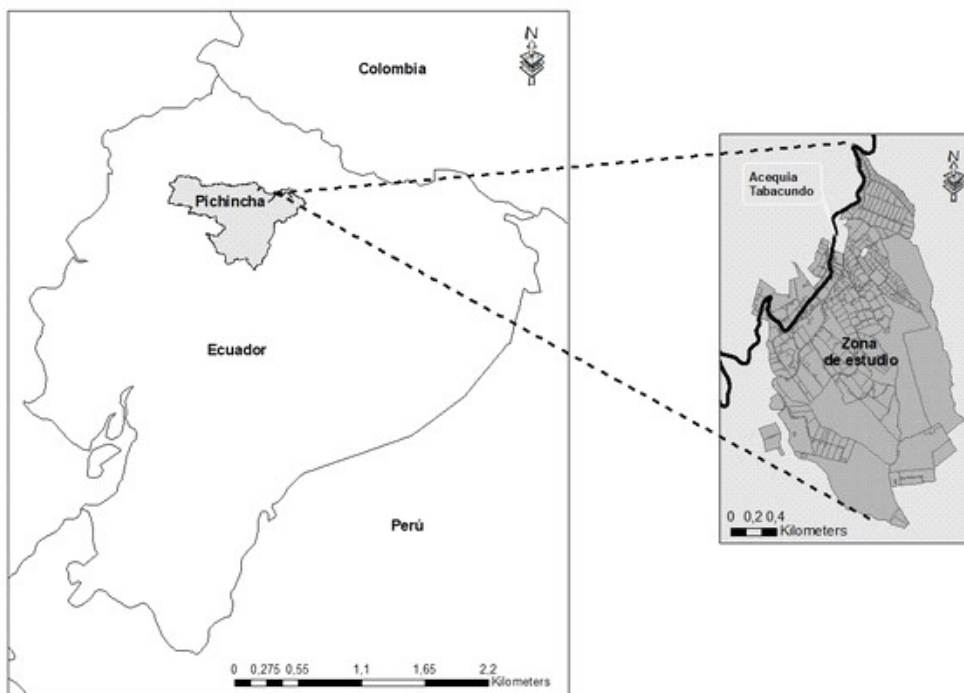 N
Colombia
Pichincha
Ecuador
Perú
0 0,275 0,55 1,1 1,65 2,2
Kilometers
N
Acequia
Tabacundo
Zona
de estudio
0 0,2 0,4
Kilometers